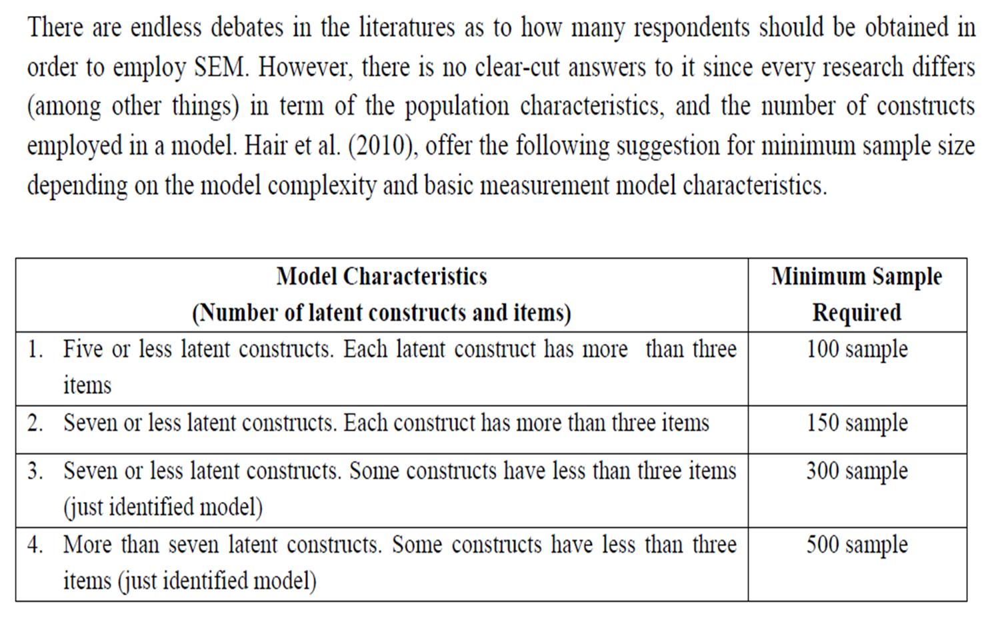 There are endless debates in the literatures as to how many respondents should be obtained in
order to employ SEM. However, there is no clear-cut answers to it since every research differs
(among other things) in term of the population characteristics, and the number of constructs
employed in a model. Hair et al. (2010), offer the following suggestion for minimum sample size
depending on the model complexity and basic measurement model characteristics.
Model Characteristics
(Number of latent constructs and items)
Minimum Sample
Required
1. Five or less latent constructs. Each latent construct has more than three
items
100 sample
2. Seven or less latent constructs. Each construct has more than three items
150 sample
3. Seven or less latent constructs. Some constructs have less than three items
(just identified model)
300 sample
4. More than seven latent constructs. Some constructs have less than three
items (just identified model)
500 sample